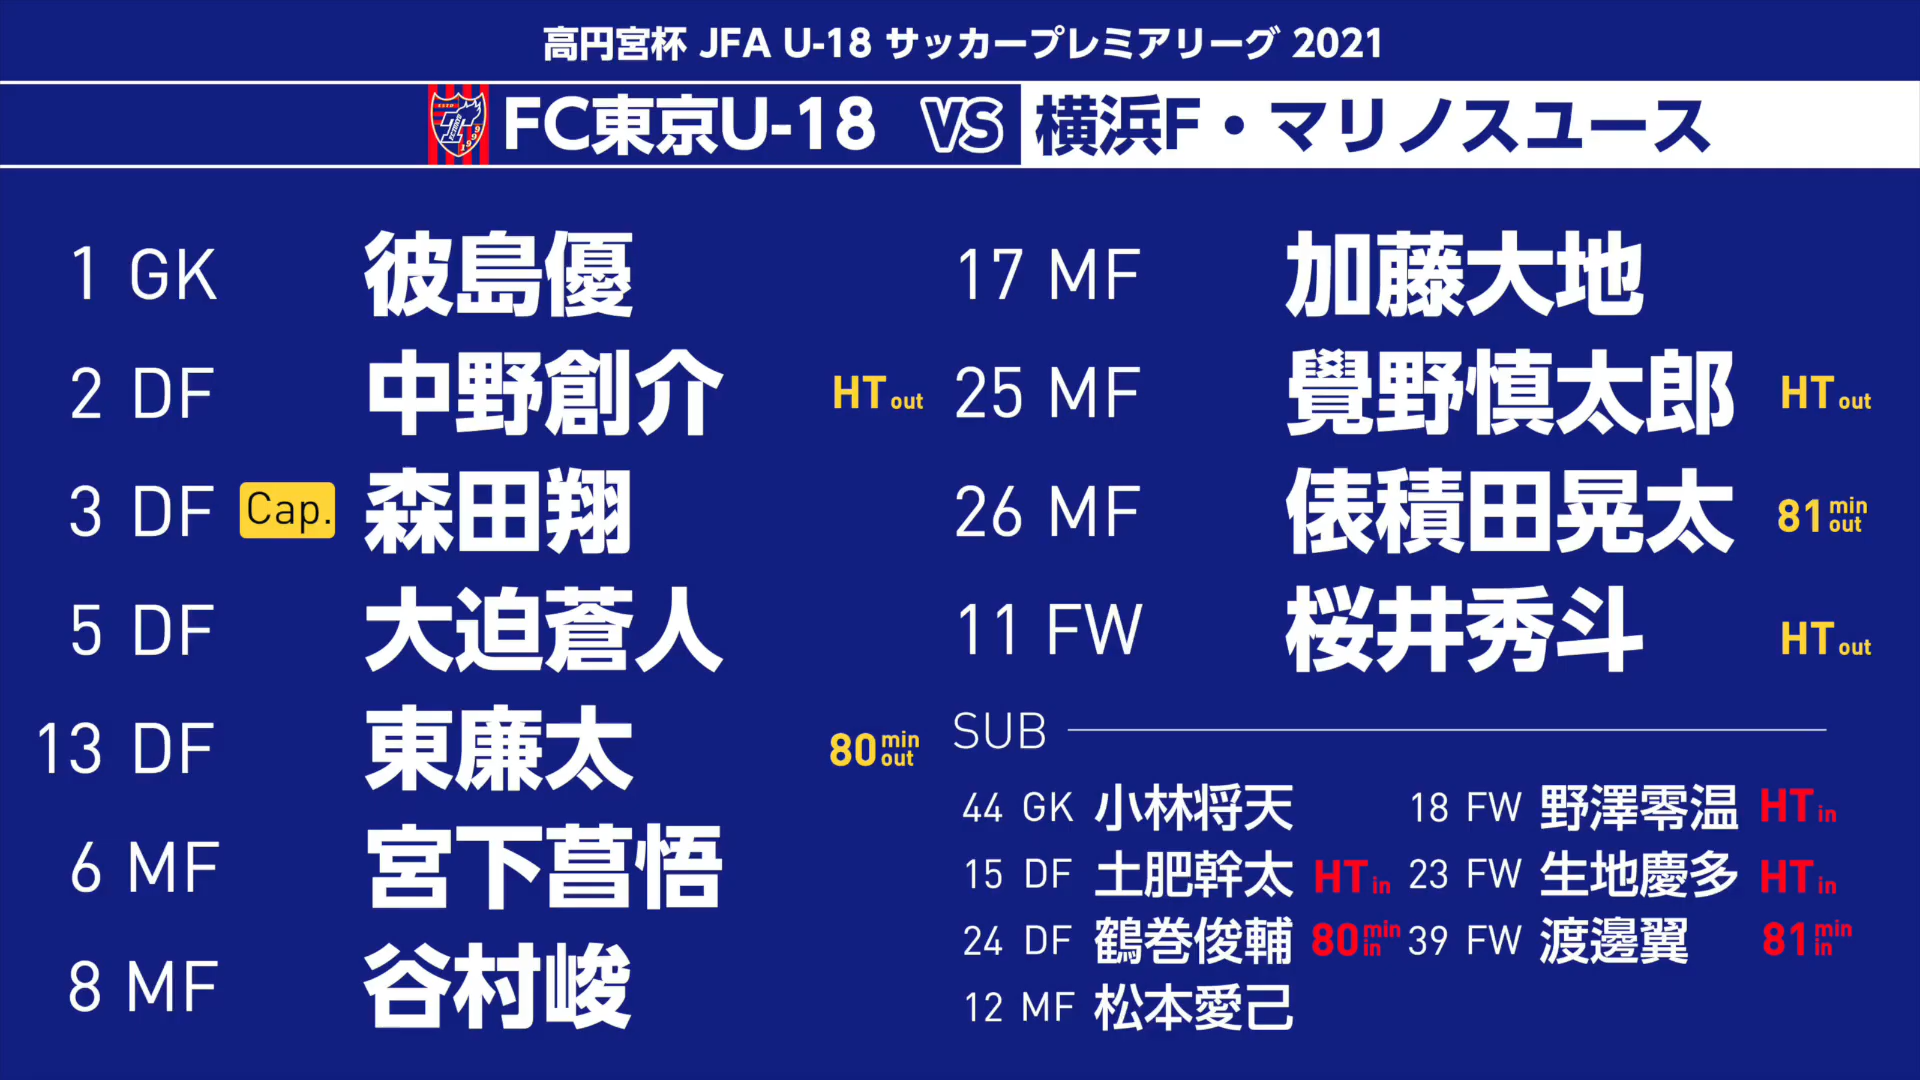 高円宮杯 JFA U-18 サッカープレミアリーグ 2021
FC東京U-18 VS 横浜F・マリノスユース
1 GK 彼島優
2 DF 中野創介 HT out
3 DF Cap. 森田翔
5 DF 大迫蒼人
13 DF 東廉太 80 min out
6 MF 宮下菖悟
8 MF 谷村峻
17 MF 加藤大地
25 MF 覺野慎太郎 HT out
26 MF 俵積田晃太 81 min out
11 FW 桜井秀斗 HT out
SUB
44 GK 小林将天
15 DF 土肥幹太 HT in
24 DF 鶴巻俊輔 80 min in
12 MF 松本愛己
18 FW 野澤零温 HT in
23 FW 生地慶多 HT in
39 FW 渡邊翼 81 min in